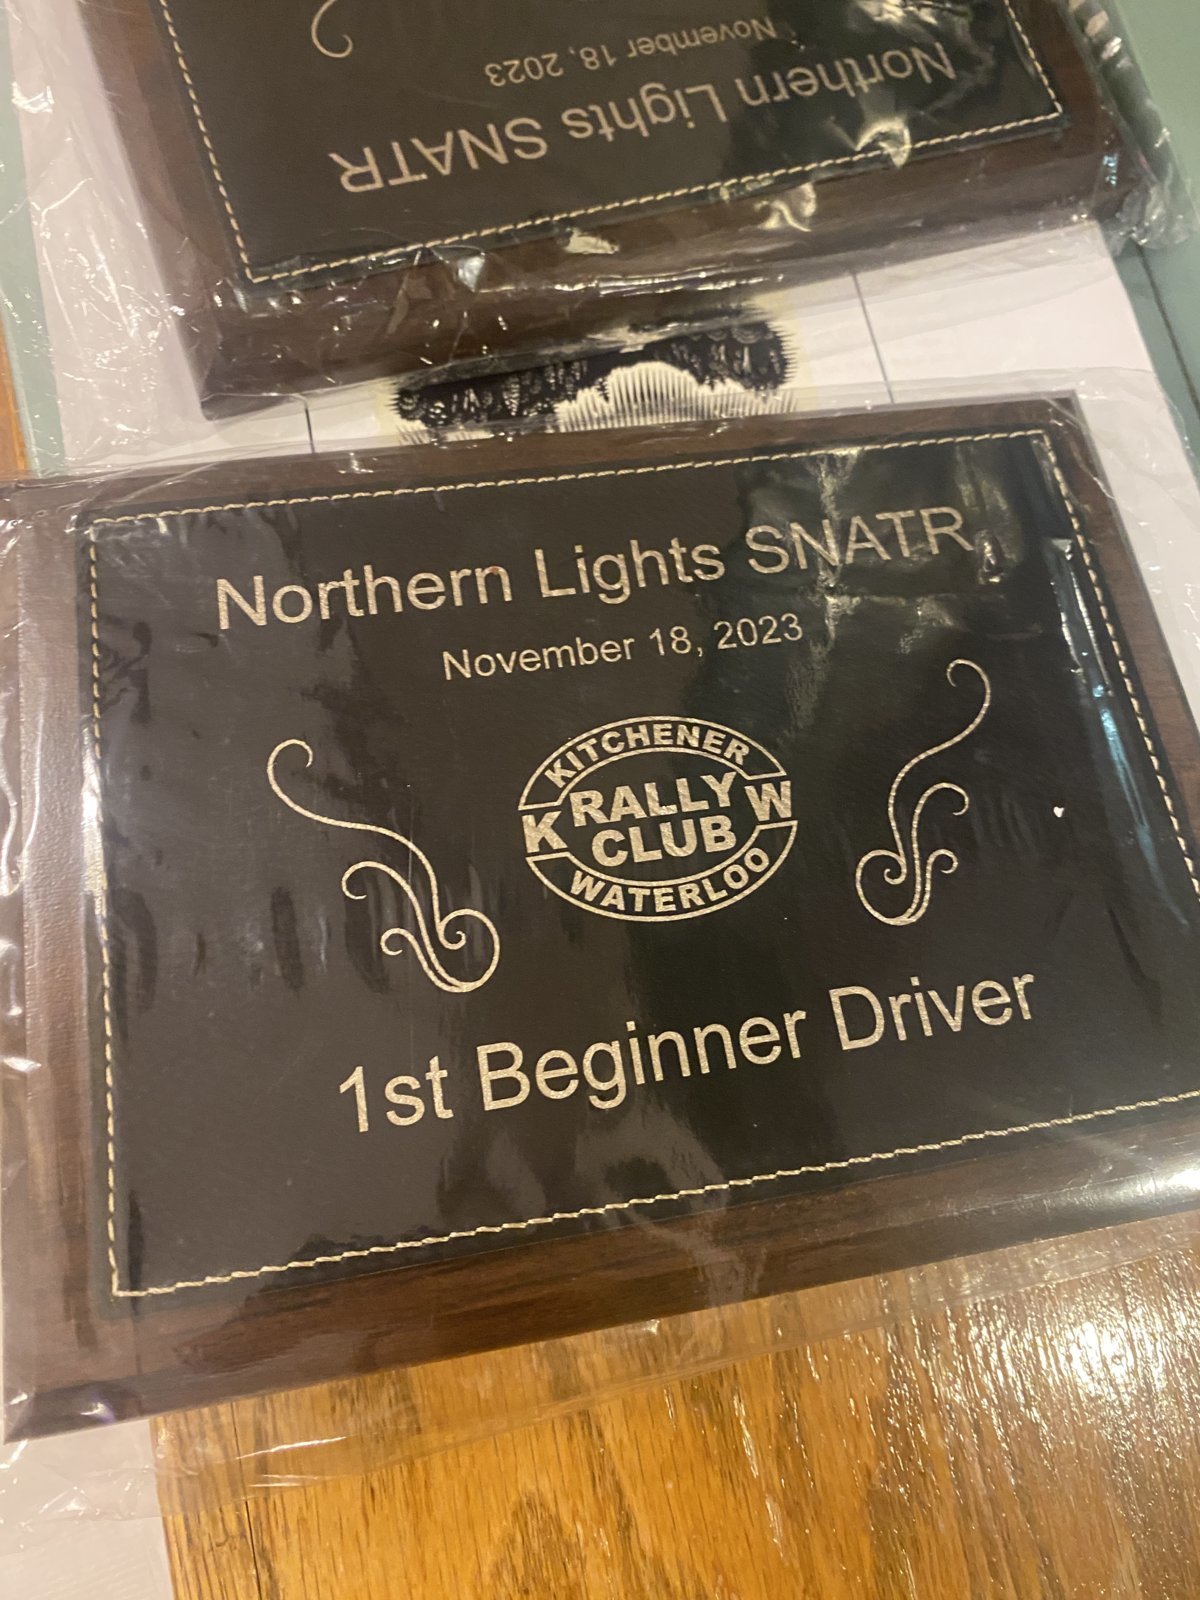 November 18, 2023
Northern Lights SNATR
Northern Lights SNATR
November 18, 2023
KITCHENER
K RALLY W
CLUB
WATERLOO
1st Beginner Driver